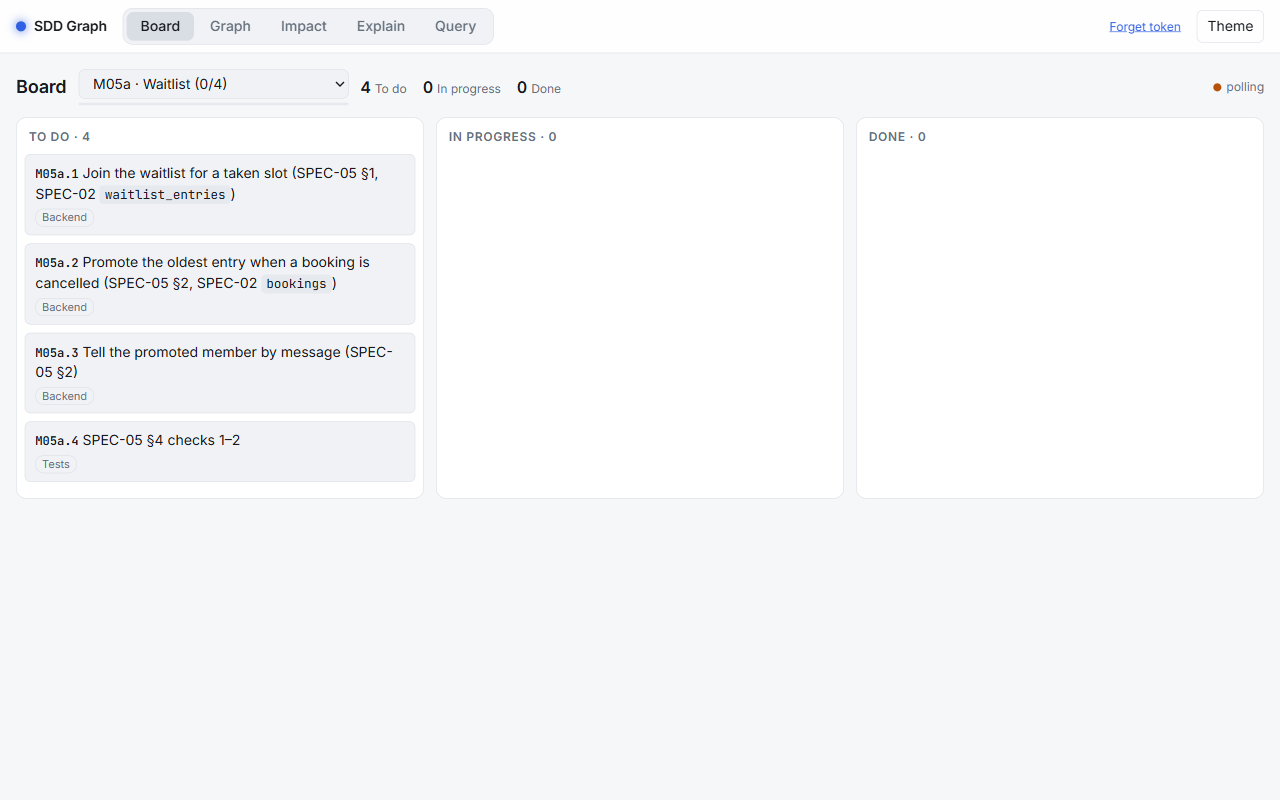 SDD Graph Board Graph Impact Explain Query Forget token Theme
Board M05a · Waitlist (0/4) 4 To do 0 In progress 0 Done polling
TO DO · 4
M05a.1 Join the waitlist for a taken slot (SPEC-05 §1,
SPEC-02 waitlist_entries )
Backend
M05a.2 Promote the oldest entry when a booking is
cancelled (SPEC-05 §2, SPEC-02 bookings )
Backend
M05a.3 Tell the promoted member by message (SPEC-
05 §2)
Backend
M05a.4 SPEC-05 §4 checks 1–2
Tests
IN PROGRESS · 0
DONE · 0